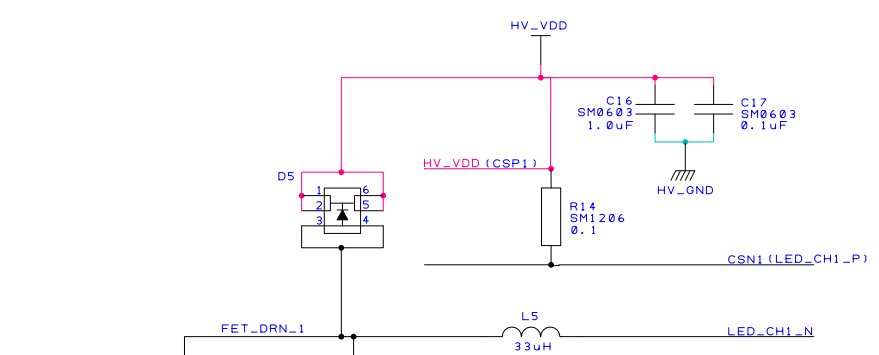 HV_VDD
C16
SM0603
1.0uF
C17
SM0603
0.1uF
HV_VDD (CSP1)
D5
1
2
3
6
5
4
HV_GND
R14
SM1206
0.1
CSN1 (LED_CH1_P)
FET_DRN_1
L5
33uH
LED_CH1_N